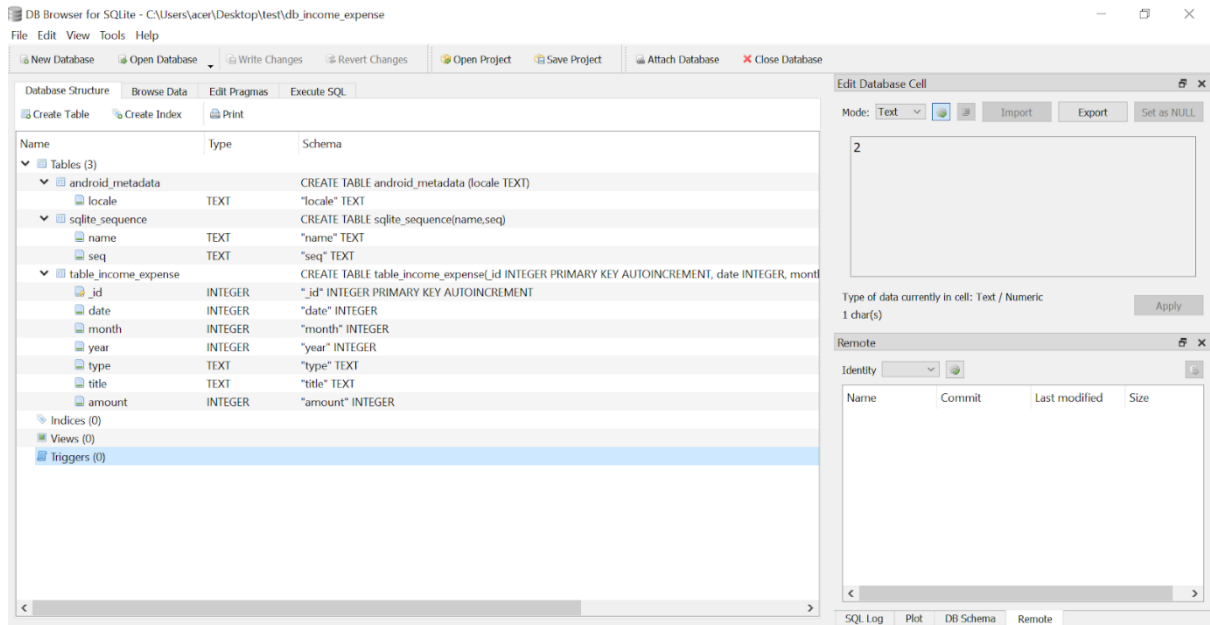 DB Browser for SQLite - C:\Users\acer\Desktop\test\db_income_expense
File Edit View Tools Help
New Database Open Database Write Changes Revert Changes Open Project Save Project Attach Database Close Database
Database Structure Browse Data Edit Pragmas Execute SQL
Create Table Create Index Print
Name Type Schema
Tables (3)
android_metadata CREATE TABLE android_metadata (locale TEXT)
locale TEXT "locale" TEXT
sqlite_sequence CREATE TABLE sqlite_sequence(name,seq)
name TEXT "name" TEXT
seq TEXT "seq" TEXT
table_income_expense CREATE TABLE table_income_expense(_id INTEGER PRIMARY KEY AUTOINCREMENT, date INTEGER, month
_id INTEGER "_id" INTEGER PRIMARY KEY AUTOINCREMENT
date INTEGER "date" INTEGER
month INTEGER "month" INTEGER
year INTEGER "year" INTEGER
type TEXT "type" TEXT
title TEXT "title" TEXT
amount INTEGER "amount" INTEGER
Indices (0)
Views (0)
Triggers (0)
Edit Database Cell
Mode: Text Import Export Set as NULL
2
Type of data currently in cell: Text / Numeric
1 char(s)
Apply
Remote
Identity
Name Commit Last modified Size
SQL Log Plot DB Schema Remote